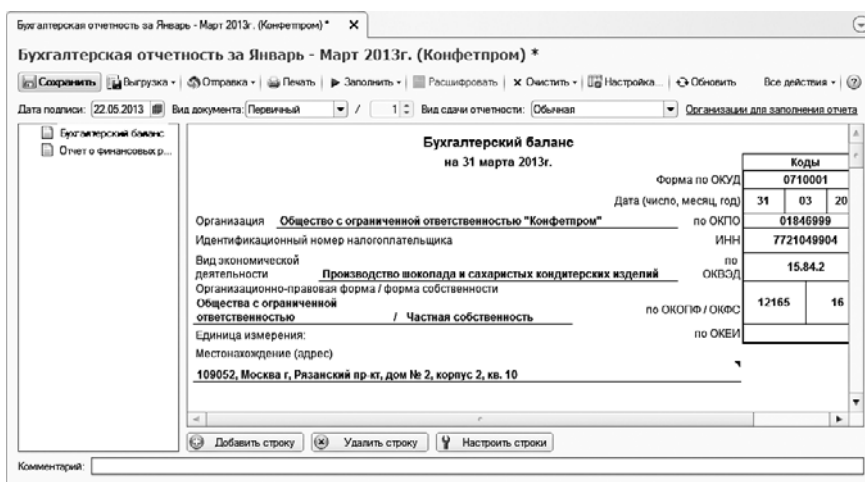 Бухгалтерская отчетность за Январь - Март 2013г. (Конфетпром) *
Бухгалтерская отчетность за Январь - Март 2013г. (Конфетпром) *
Сохранить Выгрузка Отправка Печать Заполнить Расшифровать Очистить Настройка... Обновить Все действия
Дата подписи: 22.05.2013 Вид документа: Первичный / 1 Вид сдачи отчетности: Обычная Организации для заполнения отчета
Бухгалтерский баланс
Отчет о финансовых р...
Бухгалтерский баланс
на 31 марта 2013г.
Коды
Форма по ОКУД 0710001
Дата (число, месяц, год) 31 03 20
Организация Общество с ограниченной ответственностью "Конфетпром" по ОКПО 01846999
Идентификационный номер налогоплательщика ИНН 7721049904
Вид экономической деятельности Производство шоколада и сахаристых кондитерских изделий по ОКВЭД 15.84.2
Организационно-правовая форма / форма собственности
Общества с ограниченной
ответственностью / Частная собственность по ОКОПФ / ОКФС 12165 16
Единица измерения: по ОКЕИ
Местонахождение (адрес)
109052, Москва г, Рязанский пр-кт, дом № 2, корпус 2, кв. 10
Добавить строку Удалить строку Настроить строки
Комментарий: